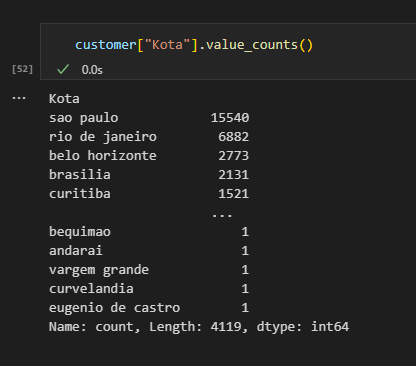 customer["Kota"].value_counts()
[52]
0.0s
...
Kota
sao paulo 15540
rio de janeiro 6882
belo horizonte 2773
brasilia 2131
curitiba 1521
...
bequimao 1
andarai 1
vargem grande 1
curvelandia 1
eugenio de castro 1
Name: count, Length: 4119, dtype: int64